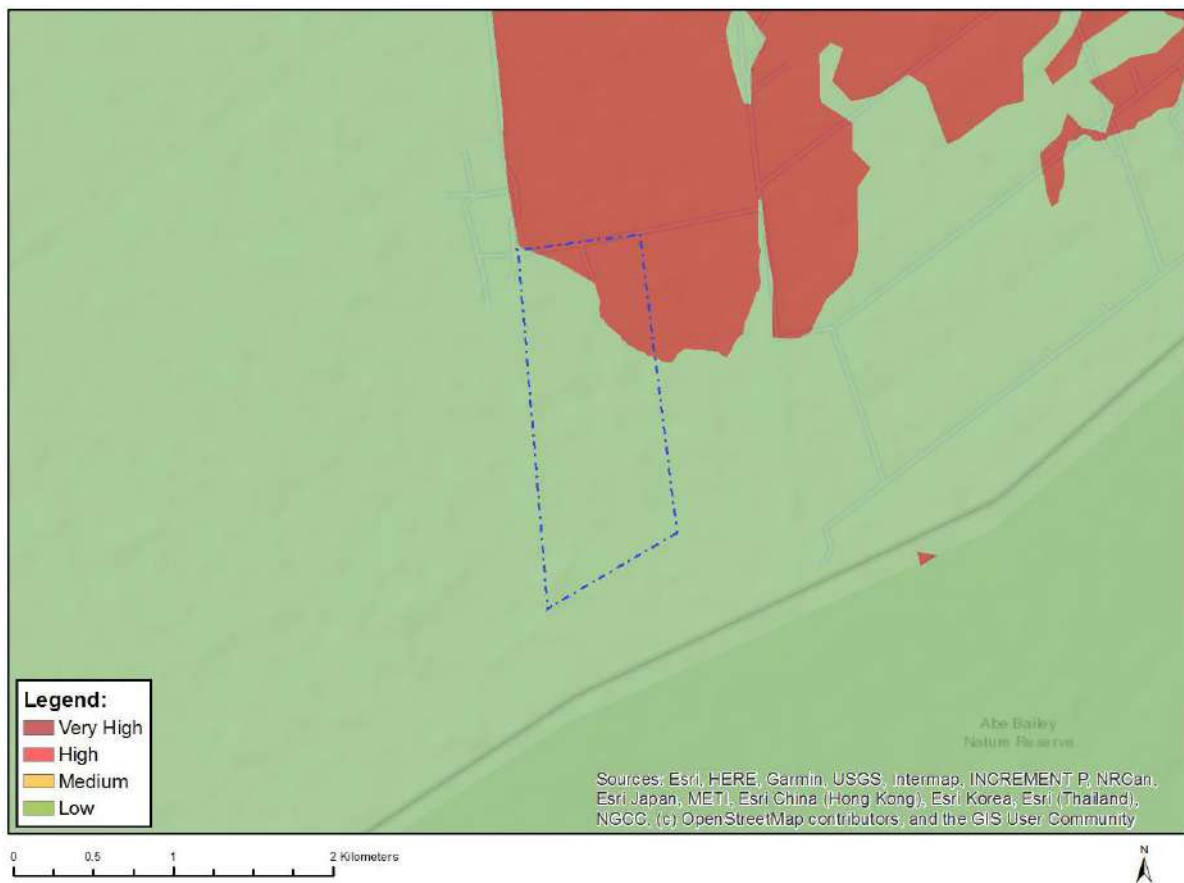 Abe Bailey
Nature Reserve
Legend:
Very High
High
Medium
Low
Sources: Esri, HERE, Garmin, USGS, Intermap, INCREMENT P, NRCan,
Esri Japan, METI, Esri China (Hong Kong), Esri Korea, Esri (Thailand),
NGCC, (c) OpenStreetMap contributors, and the GIS User Community
0 0.5 1 2 Kilometers
N